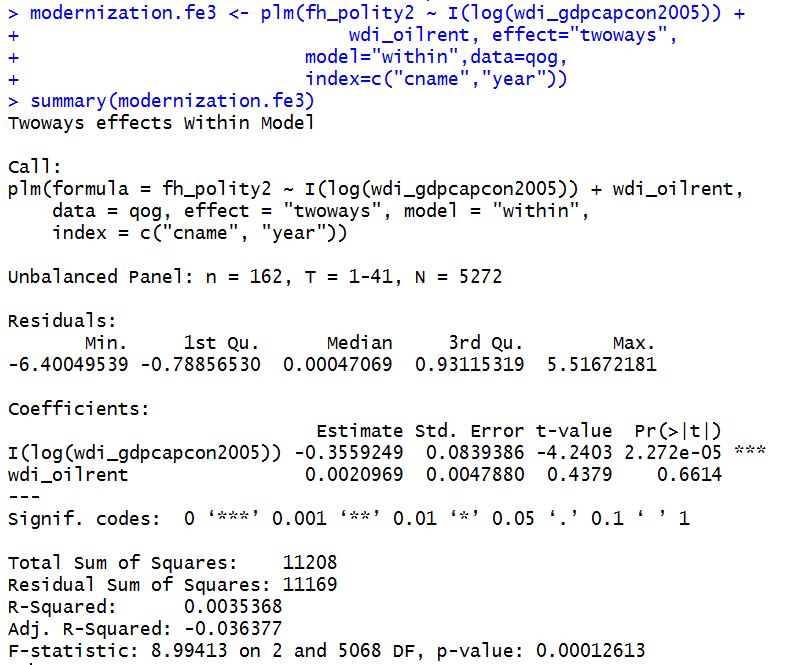 > modernization.fe3 <- plm(fh_polity2 ~ I(log(wdi_gdpcapcon2005)) +
+                            wdi_oilrent, effect="twoways",
+                        model="within",data=qog,
+                        index=c("cname","year"))
> summary(modernization.fe3)
Twoways effects Within Model

Call:
plm(formula = fh_polity2 ~ I(log(wdi_gdpcapcon2005)) + wdi_oilrent,
    data = qog, effect = "twoways", model = "within",
    index = c("cname", "year"))

Unbalanced Panel: n = 162, T = 1-41, N = 5272

Residuals:
       Min.     1st Qu.      Median     3rd Qu.        Max.
-6.40049539 -0.78856530  0.00047069  0.93115319  5.51672181

Coefficients:
                            Estimate Std. Error t-value  Pr(>|t|)
I(log(wdi_gdpcapcon2005)) -0.3559249  0.0839386 -4.2403 2.272e-05 ***
wdi_oilrent                0.0020969  0.0047880  0.4379    0.6614
---
Signif. codes:  0 ‘***’ 0.001 ‘**’ 0.01 ‘*’ 0.05 ‘.’ 0.1 ‘ ’ 1

Total Sum of Squares:    11208
Residual Sum of Squares: 11169
R-Squared:      0.0035368
Adj. R-Squared: -0.036377
F-statistic: 8.99413 on 2 and 5068 DF, p-value: 0.00012613